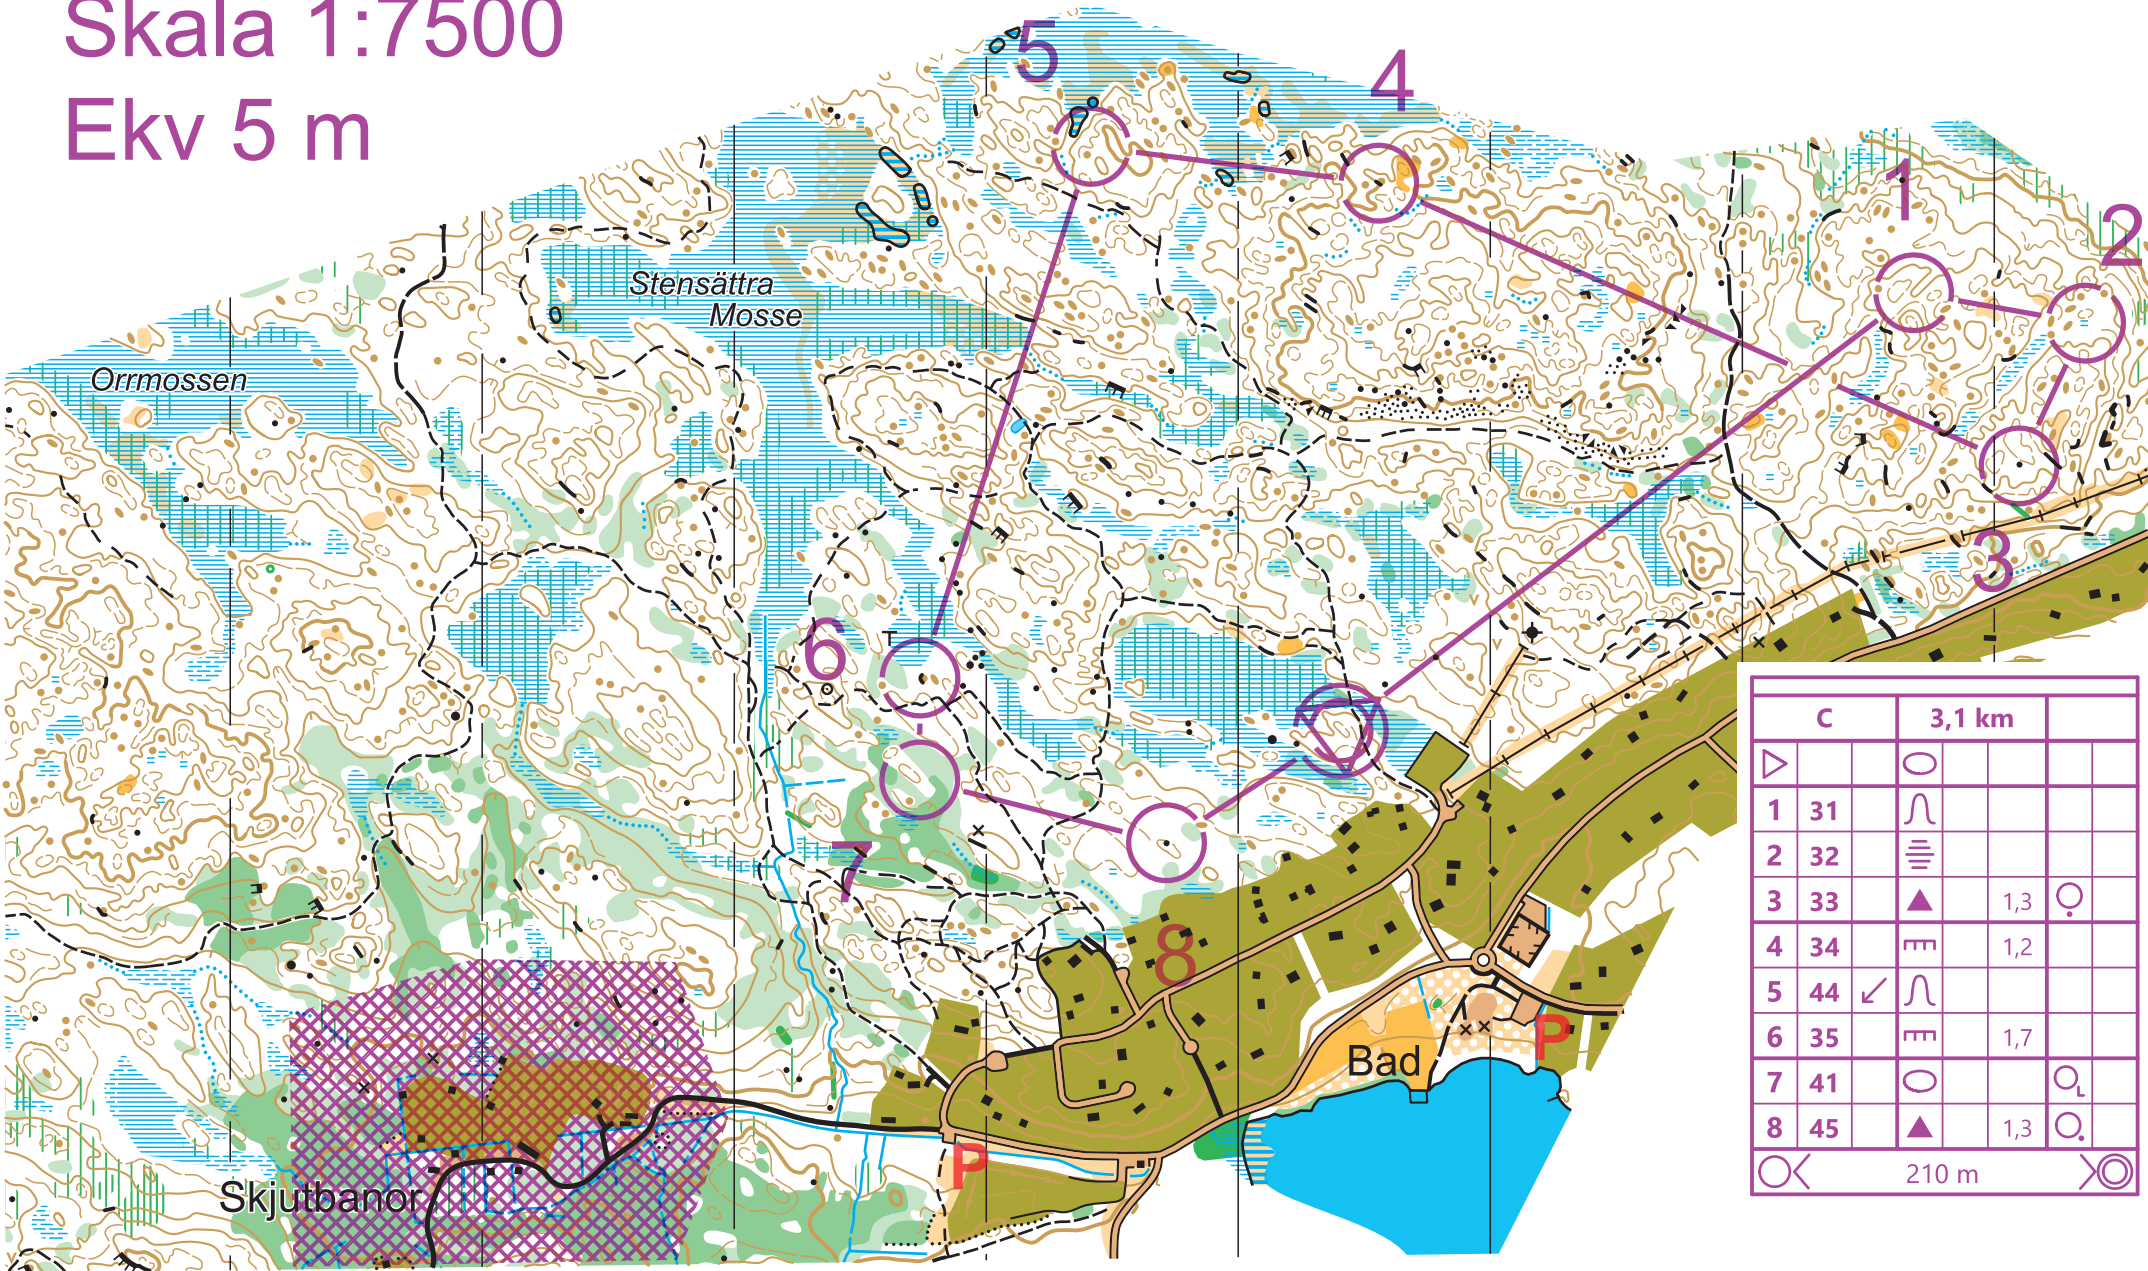 Skala 1:7500
Ekv 5 m
5
4
1
2
Stensättra
Mosse
Orrmossen
3
6
T
7
8
Bad
P
P
Skjutbanor
C 3,1 km
1 31
2 32
3 33 1,3
4 34 1,2
5 44
6 35 1,7
7 41
8 45 1,3
210 m